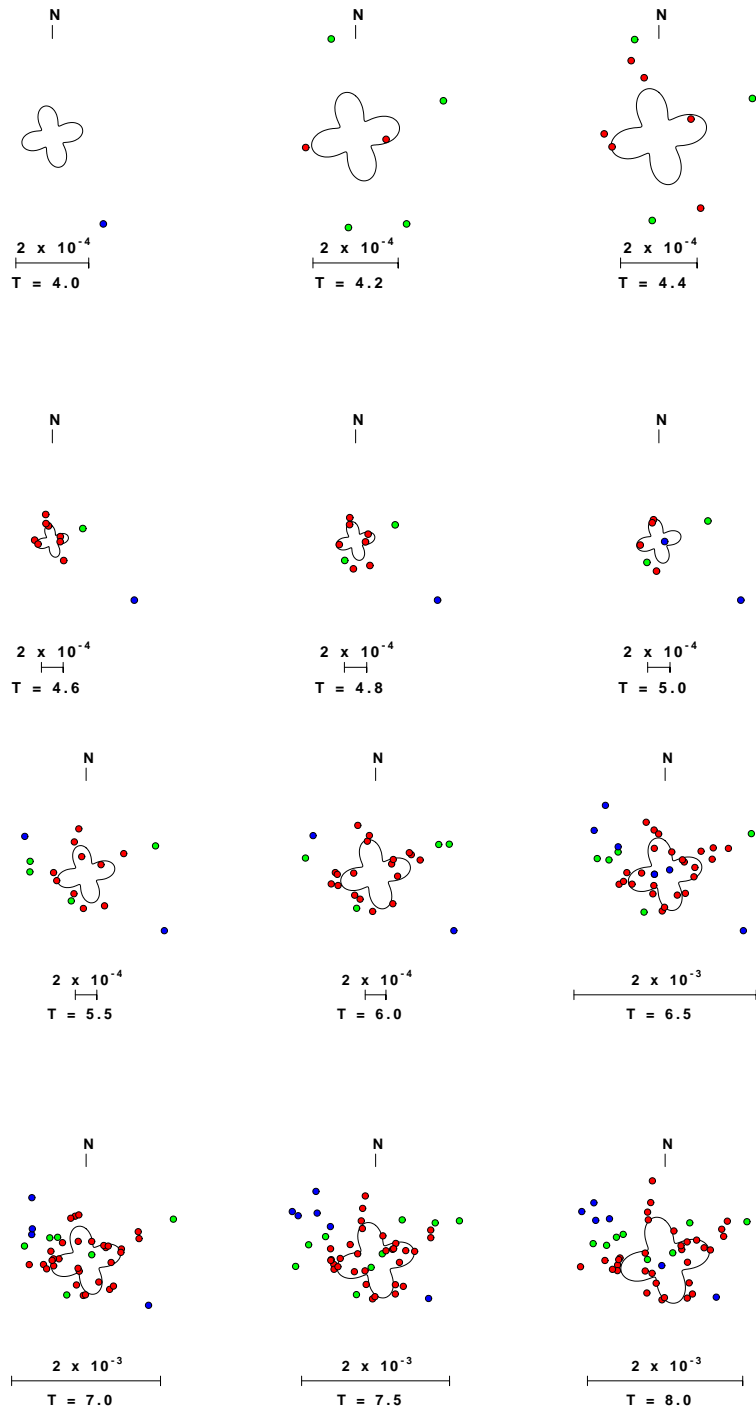 N N N
2 x 10-4 2 x 10-4 2 x 10-4
T = 4.0 T = 4.2 T = 4.4
N N N
2 x 10-4 2 x 10-4 2 x 10-4
T = 4.6 T = 4.8 T = 5.0
N N N
2 x 10-4 2 x 10-4 2 x 10-3
T = 5.5 T = 6.0 T = 6.5
N N N
2 x 10-3 2 x 10-3 2 x 10-3
T = 7.0 T = 7.5 T = 8.0